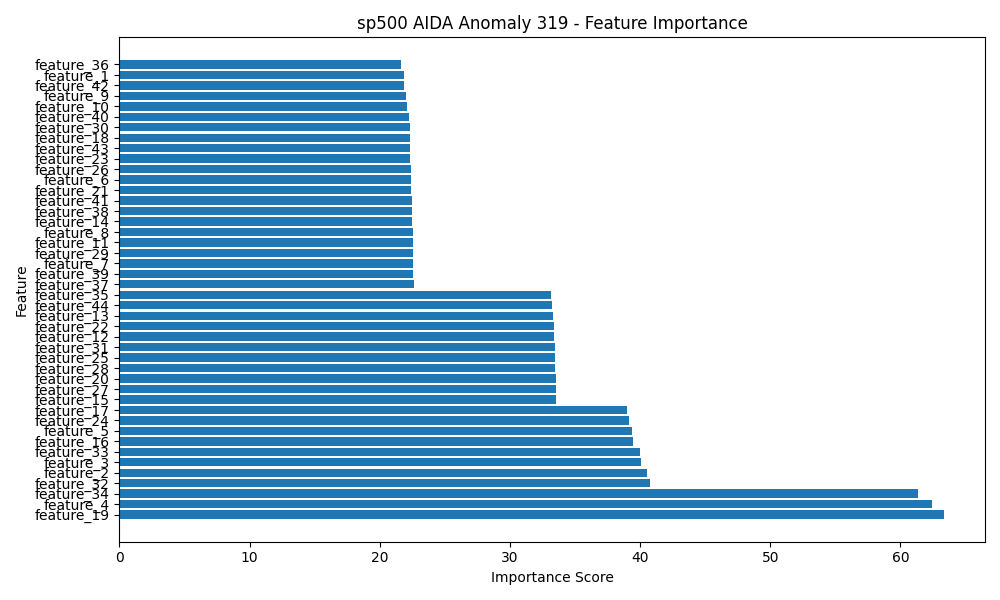 sp500 AIDA Anomaly 319 - Feature Importance
Feature
feature_36
feature_1
feature_42
feature_9
feature_10
feature_40
feature_30
feature_18
feature_43
feature_23
feature_26
feature_6
feature_21
feature_41
feature_38
feature_14
feature_8
feature_11
feature_29
feature_7
feature_39
feature_37
feature_35
feature_44
feature_13
feature_22
feature_12
feature_31
feature_25
feature_28
feature_20
feature_27
feature_15
feature_17
feature_24
feature_5
feature_16
feature_33
feature_3
feature_2
feature_32
feature_34
feature_4
feature_19
0 10 20 30 40 50 60
Importance Score